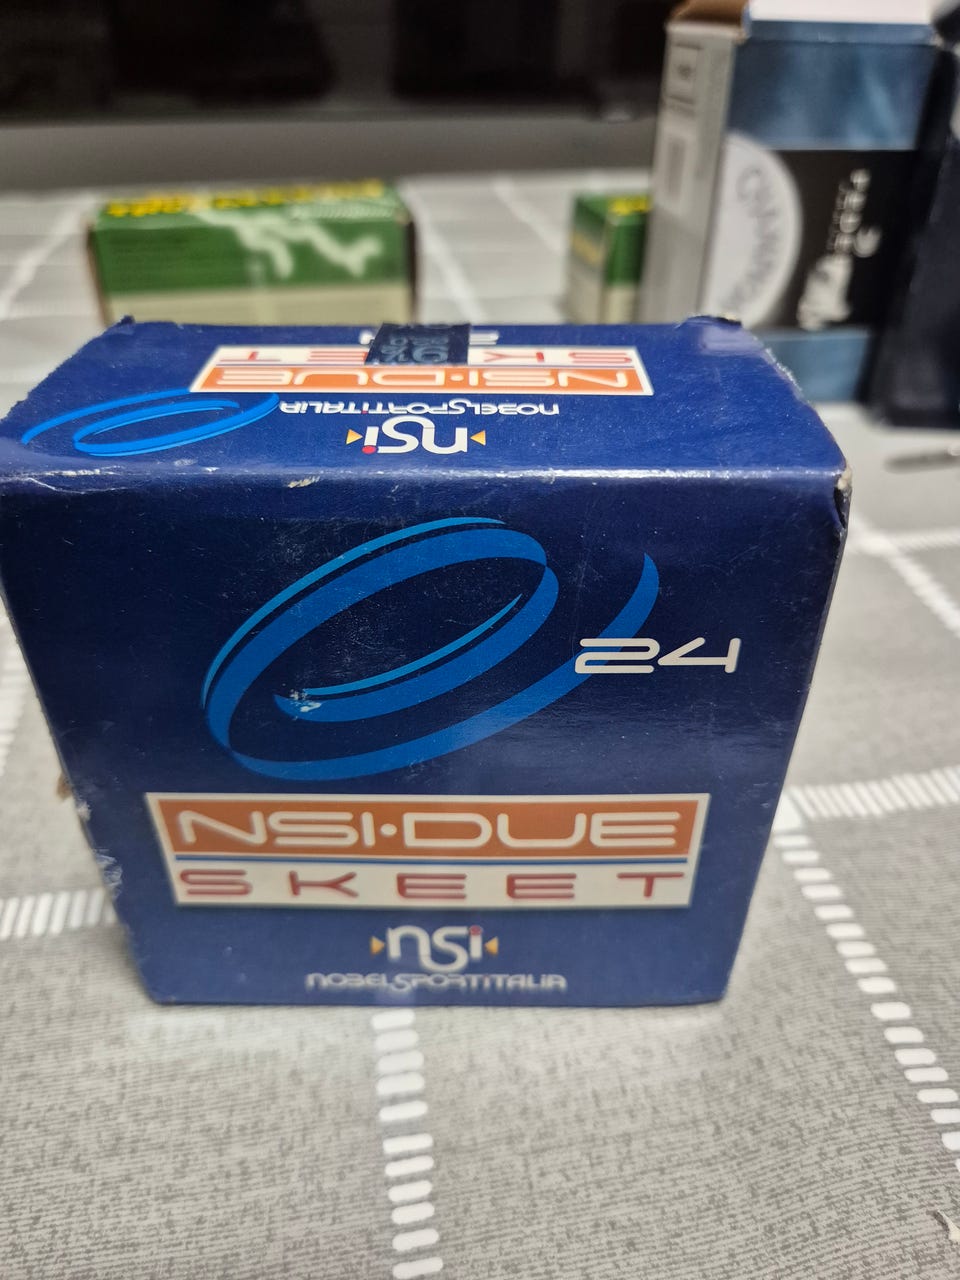 SKEET
NSI·DUE
NOBELSPORTITALIA
nsi
24
NSI·DUE
SKEET
nsi
NOBELSPORTITALIA